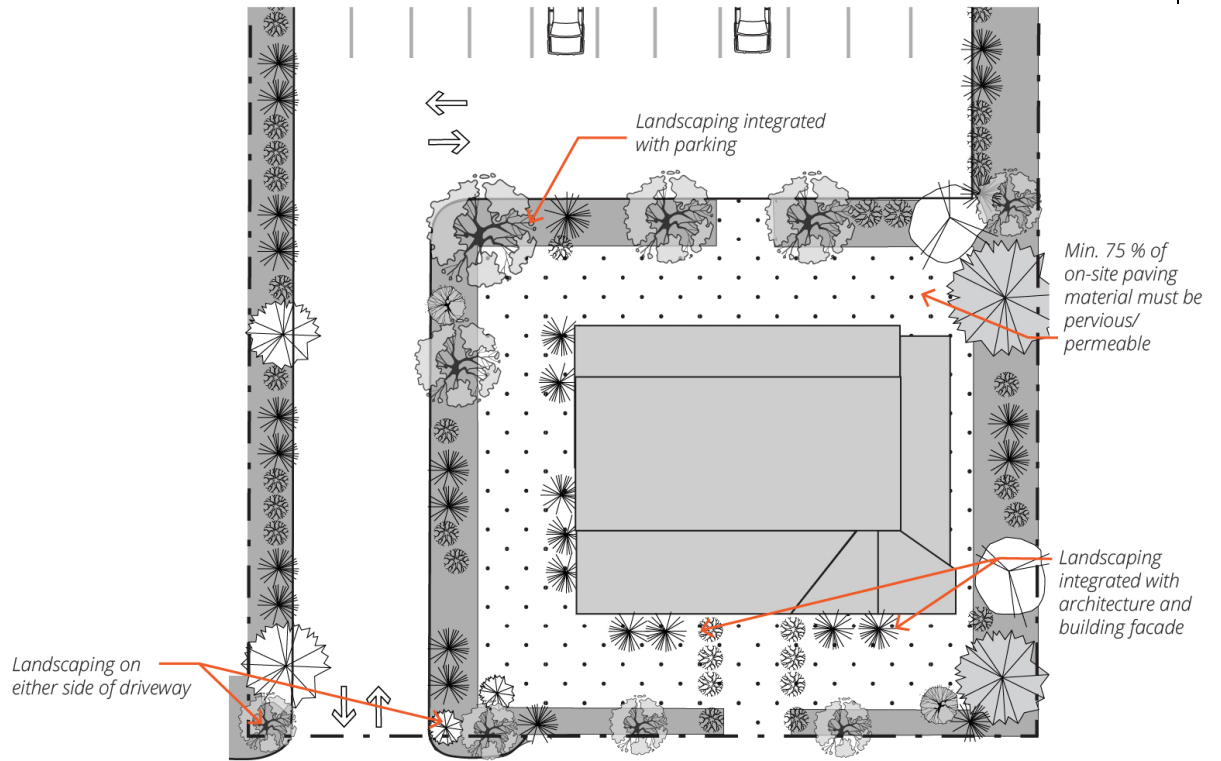 Landscaping integrated
with parking
Min. 75 % of
on-site paving
material must be
pervious/
permeable
Landscaping
integrated with
architecture and
building facade
Landscaping on
either side of driveway